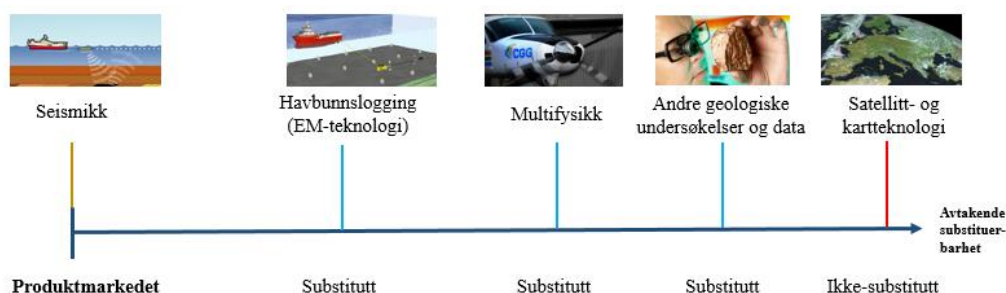 CGG
Seismikk
Havbunnslogging
(EM-teknologi)
Multifysikk
Andre geologiske
undersøkelser og data
Satellitt- og
kartteknologi
Avtakende
substituer-
barhet
Produktmarkedet
Substitutt
Substitutt
Substitutt
Ikke-substitutt